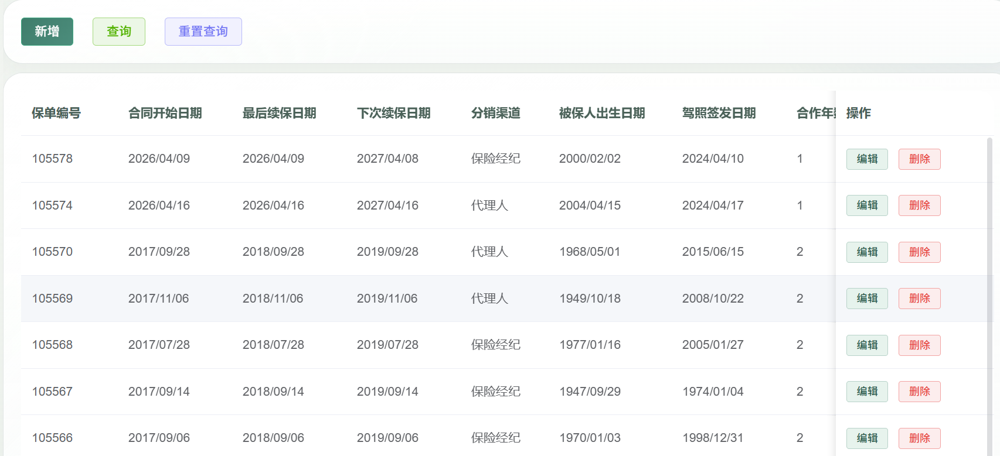 新增 查询 重置查询
保单编号 合同开始日期 最后续保日期 下次续保日期 分销渠道 被保人出生日期 驾照签发日期 合作年 操作
105578 2026/04/09 2026/04/09 2027/04/08 保险经纪 2000/02/02 2024/04/10 1 编辑 删除
105574 2026/04/16 2026/04/16 2027/04/16 代理人 2004/04/15 2024/04/17 1 编辑 删除
105570 2017/09/28 2018/09/28 2019/09/28 代理人 1968/05/01 2015/06/15 2 编辑 删除
105569 2017/11/06 2018/11/06 2019/11/06 代理人 1949/10/18 2008/10/22 2 编辑 删除
105568 2017/07/28 2018/07/28 2019/07/28 保险经纪 1977/01/16 2005/01/27 2 编辑 删除
105567 2017/09/14 2018/09/14 2019/09/14 保险经纪 1947/09/29 1974/01/04 2 编辑 删除
105566 2017/09/06 2018/09/06 2019/09/06 保险经纪 1970/01/03 1998/12/31 2 编辑 删除